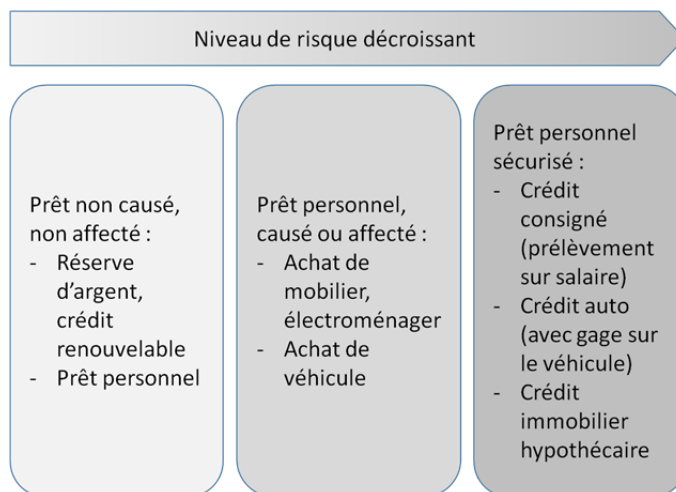 Niveau de risque décroissant
Prêt non causé,
non affecté :
- Réserve
d’argent,
crédit
renouvelable
- Prêt personnel
Prêt personnel,
causé ou affecté :
- Achat de
mobilier,
électroménager
- Achat de
véhicule
Prêt personnel
sécurisé :
- Crédit
consigné
(prélèvement
sur salaire)
- Crédit auto
(avec gage sur
le véhicule)
- Crédit
immobilier
hypothécaire